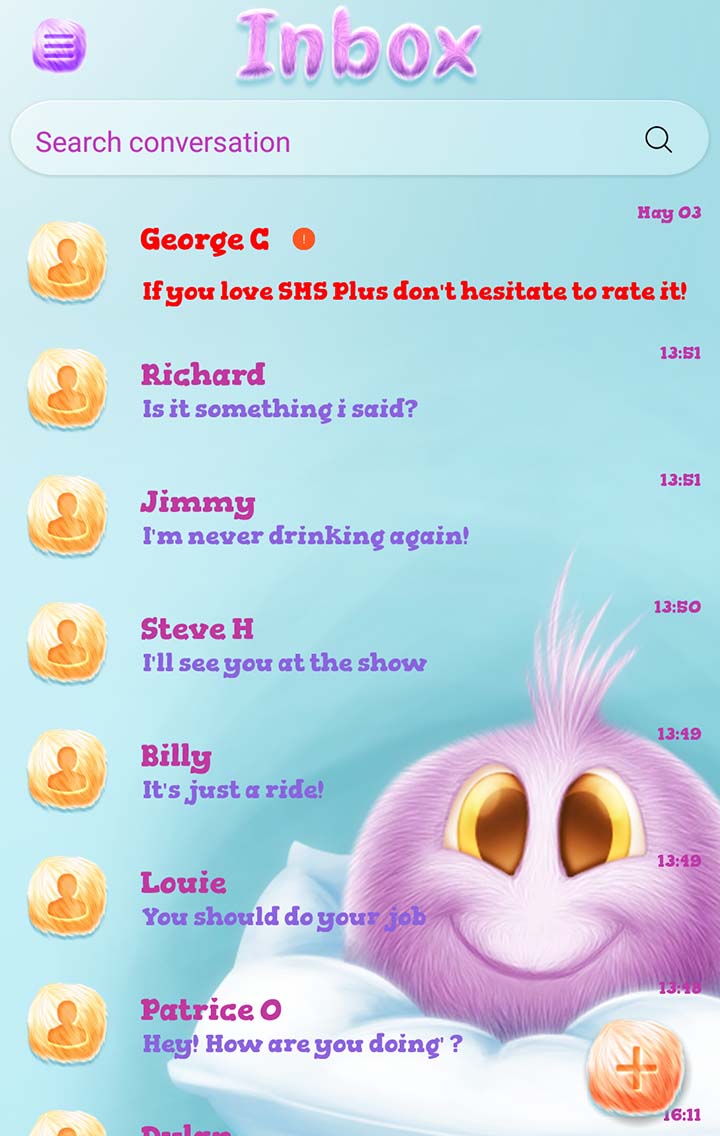 Inbox
Search conversation
May 03
George C
If you love SMS Plus don't hesitate to rate it!
13:51
Richard
Is it something i said?
13:51
Jimmy
I'm never drinking again!
13:50
Steve H
I'll see you at the show
13:49
Billy
It's just a ride!
13:49
Louie
You should do your job
13:48
Patrice O
Hey! How are you doing' ?
16:11
Dylan